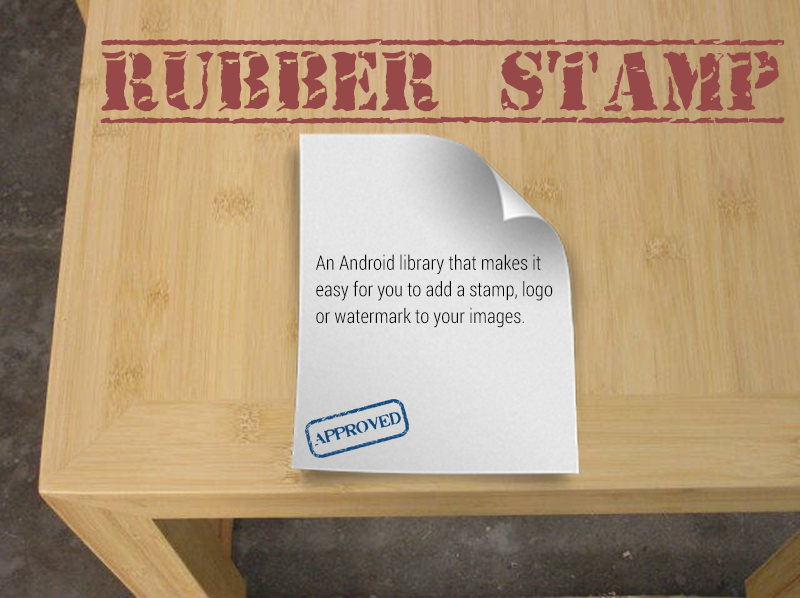 RUBBER STAMP
An Android library that makes it
easy for you to add a stamp, logo
or watermark to your images.
APPROVED